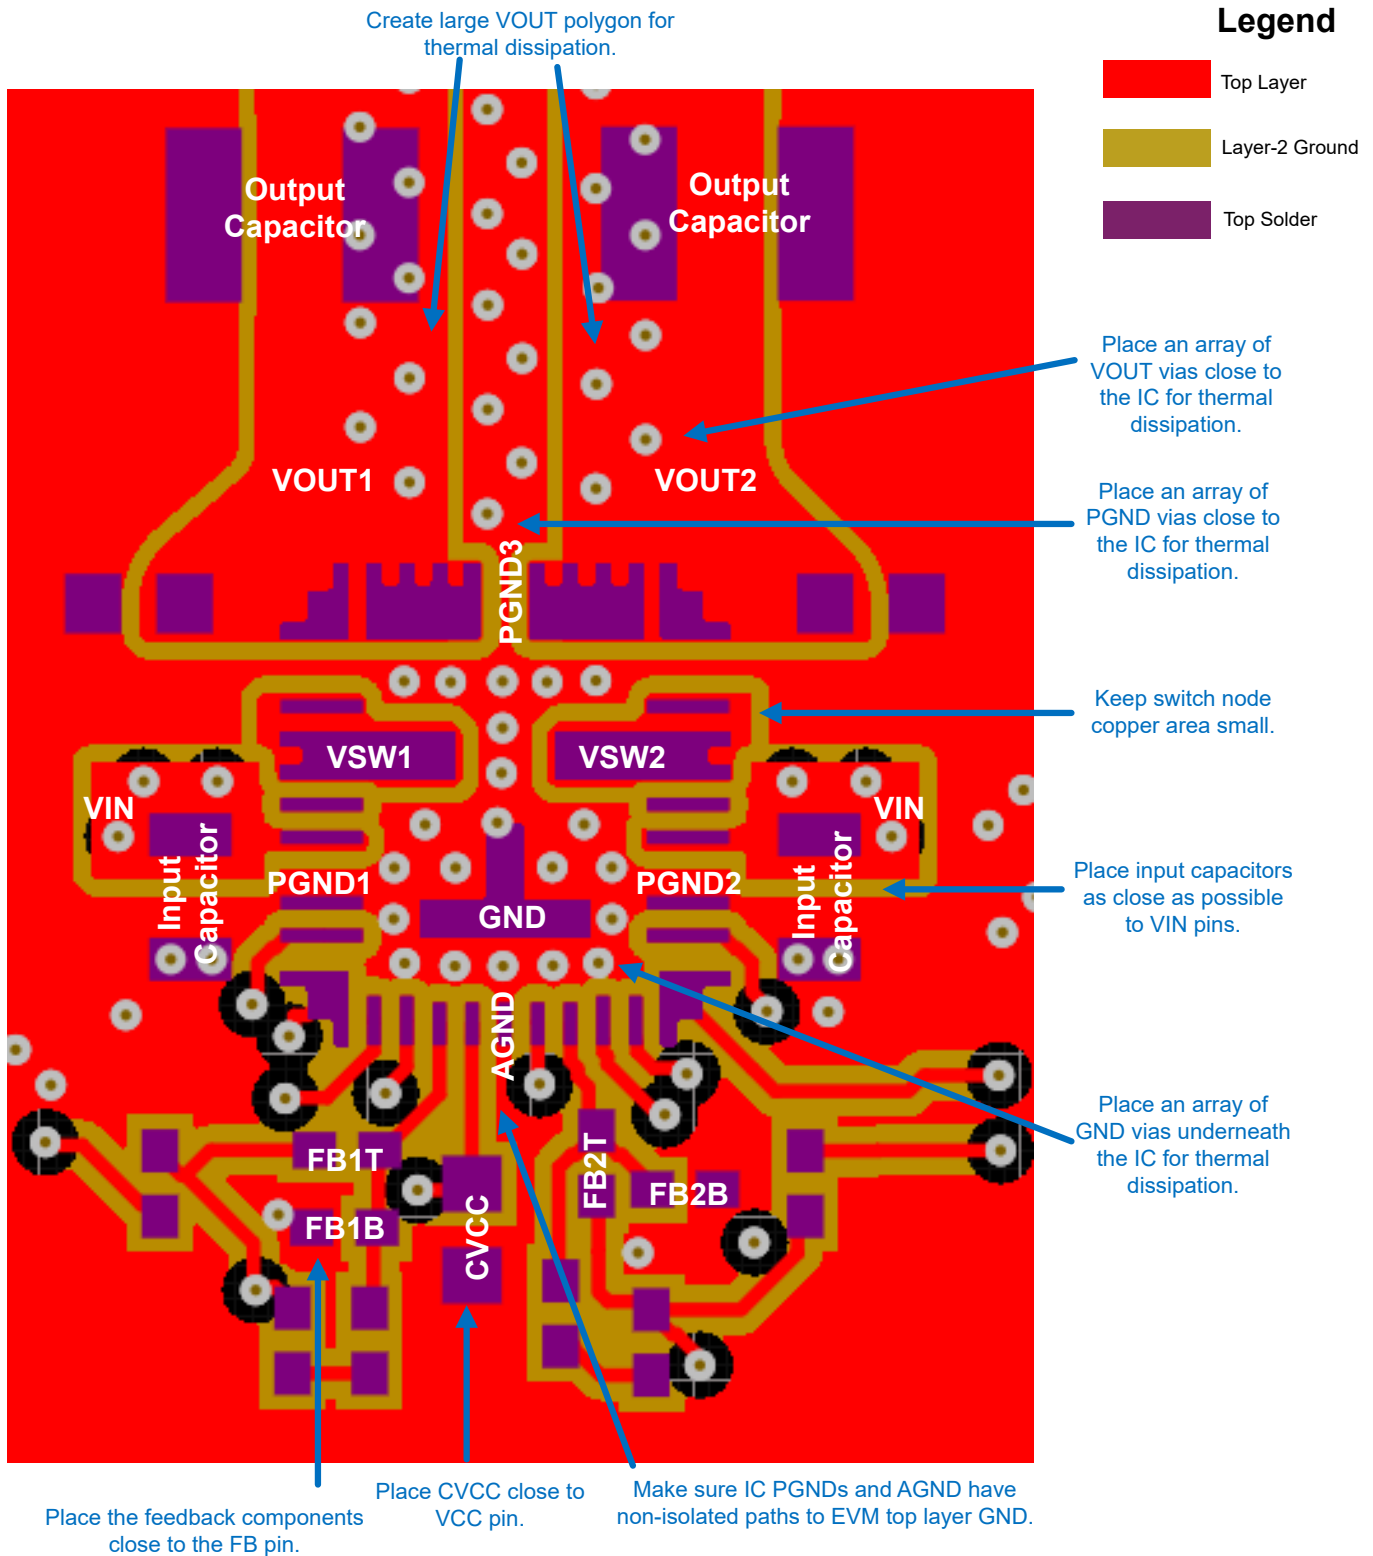 Create large VOUT polygon for
thermal dissipation.
Legend
Top Layer
Layer-2 Ground
Top Solder
Output
Capacitor
Output
Capacitor
Place an array of
VOUT vias close to
the IC for thermal
dissipation.
VOUT1
VOUT2
Place an array of
PGND vias close to
the IC for thermal
dissipation.
PGND3
Keep switch node
copper area small.
VSW1
VSW2
VIN
VIN
Input
Capacitor
Input
Capacitor
PGND1
PGND2
Place input capacitors
as close as possible
to VIN pins.
GND
AGND
Place an array of
GND vias underneath
the IC for thermal
dissipation.
FB1T
FB2T
FB2B
FB1B
CVCC
Place CVCC close to
VCC pin.
Make sure IC PGNDs and AGND have
non-isolated paths to EVM top layer GND.
Place the feedback components
close to the FB pin.